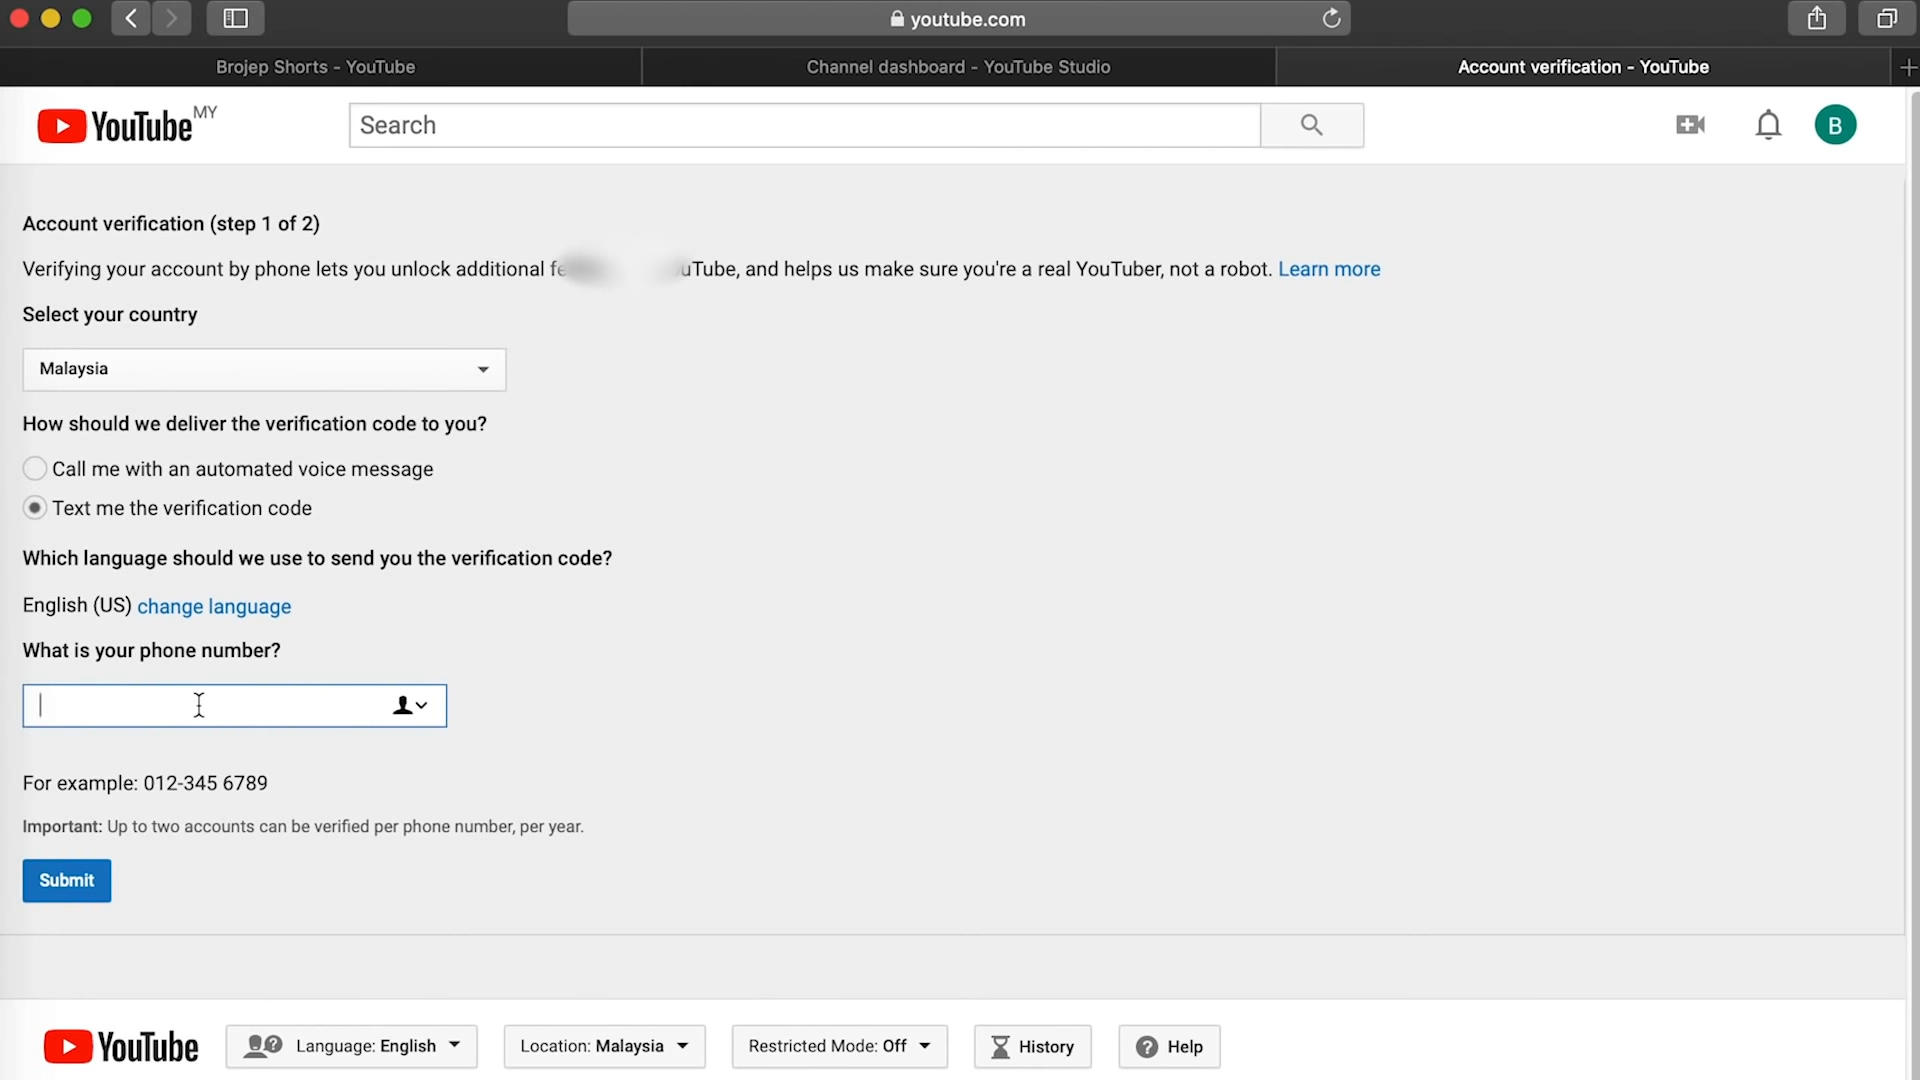 youtube.com
Brojep Shorts - YouTube
Channel dashboard - YouTube Studio
Account verification - YouTube
YouTube MY
Search
B
Account verification (step 1 of 2)
Verifying your account by phone lets you unlock additional uTube, and helps us make sure you're a real YouTuber, not a robot. Learn more
Select your country
Malaysia
How should we deliver the verification code to you?
Call me with an automated voice message
Text me the verification code
Which language should we use to send you the verification code?
English (US) change language
What is your phone number?
For example: 012-345 6789
Important: Up to two accounts can be verified per phone number, per year.
Submit
YouTube
Language: English
Location: Malaysia
Restricted Mode: Off
History
Help